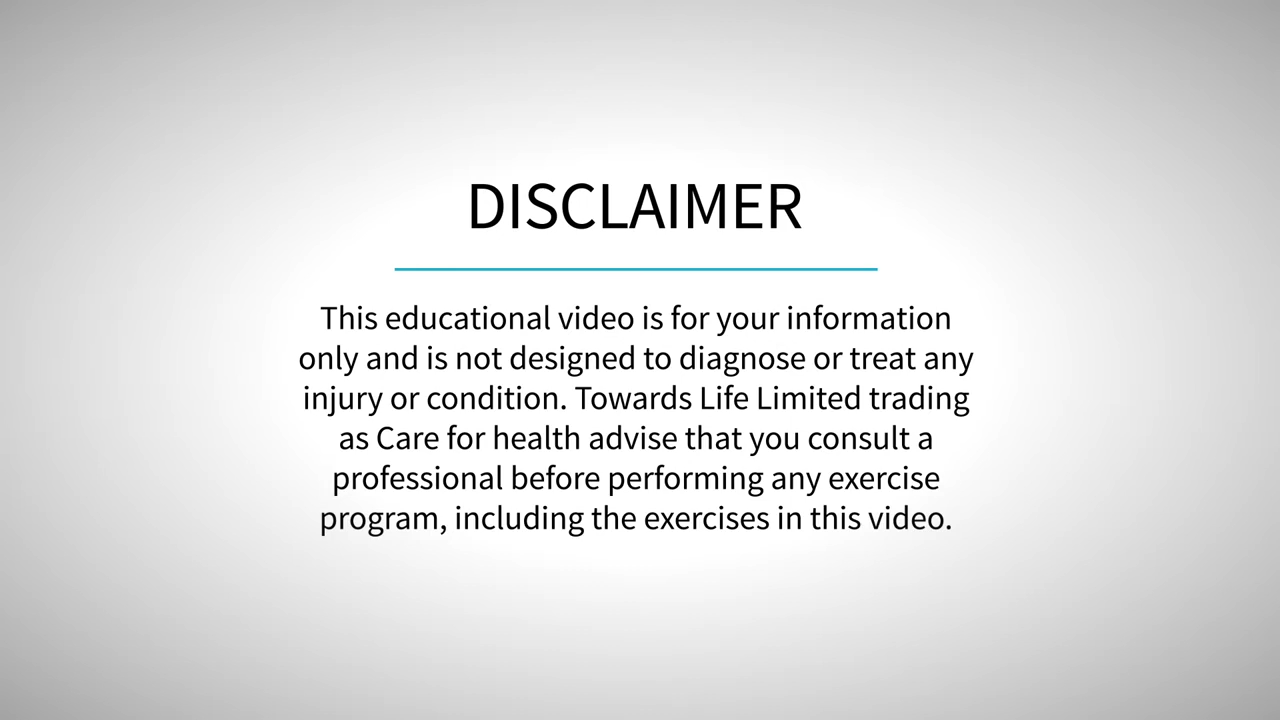 DISCLAIMER
This educational video is for your information
only and is not designed to diagnose or treat any
injury or condition. Towards Life Limited trading
as Care for health advise that you consult a
professional before performing any exercise
program, including the exercises in this video.